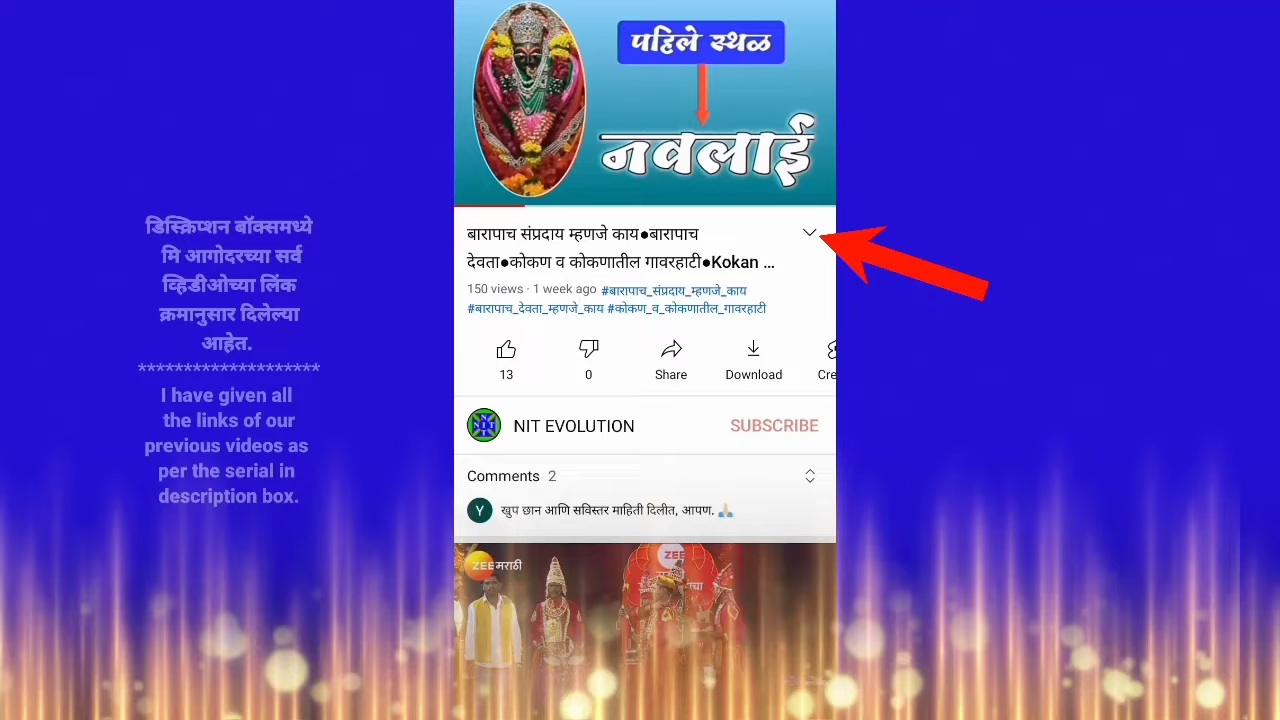 डिस्क्रिप्शन बॉक्समध्ये
मि आगोदरच्या सर्व
व्हिडीओच्या लिंक
क्रमानुसार दिलेल्या
आहेत.
********************
I have given all
the links of our
previous videos as
per the serial in
description box.
पहिले स्थळ
नवलाई
बारापाच संप्रदाय म्हणजे काय●बारापाच
देवता●कोकण व कोकणातील गावरहाटी●Kokan ...
150 views · 1 week ago #बारापाच_संप्रदाय_म्हणजे_काय
#बारापाच_देवता_म्हणजे_काय #कोकण_व_कोकणातील_गावरहाटी
13 0 Share Download Cre
NIT EVOLUTION SUBSCRIBE
Comments 2
Y खुप छान आणि सविस्तर माहिती दिलीत, आपण. 🙏🏻
ZEE मराठी
ZEE